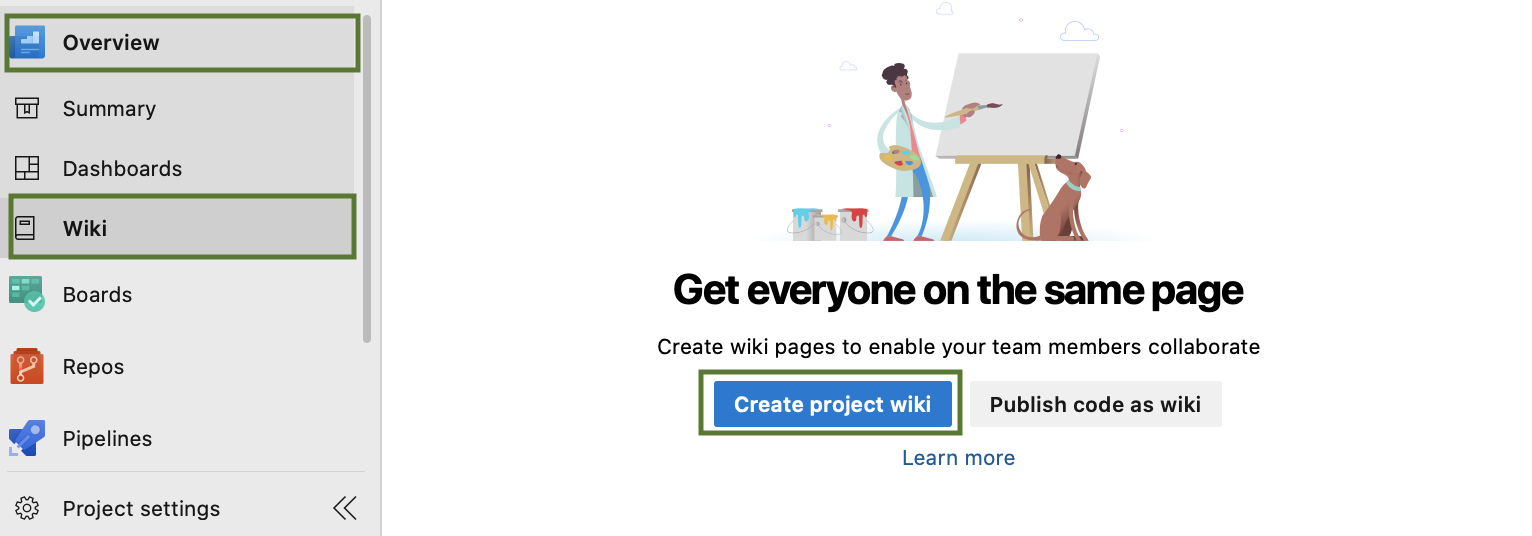 Overview
Summary
Dashboards
Wiki
Boards
Repos
Pipelines
Project settings
Get everyone on the same page
Create wiki pages to enable your team members collaborate
Create project wiki
Publish code as wiki
Learn more